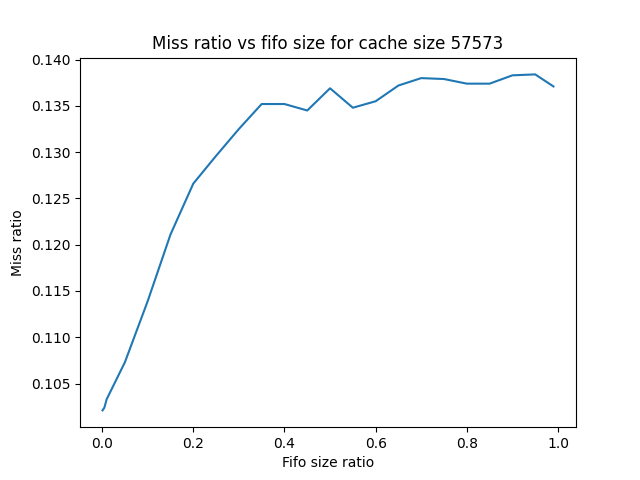 Miss ratio vs fifo size for cache size 57573
0.140
0.135
0.130
0.125
0.120
0.115
0.110
0.105
Miss ratio
0.0 0.2 0.4 0.6 0.8 1.0
Fifo size ratio